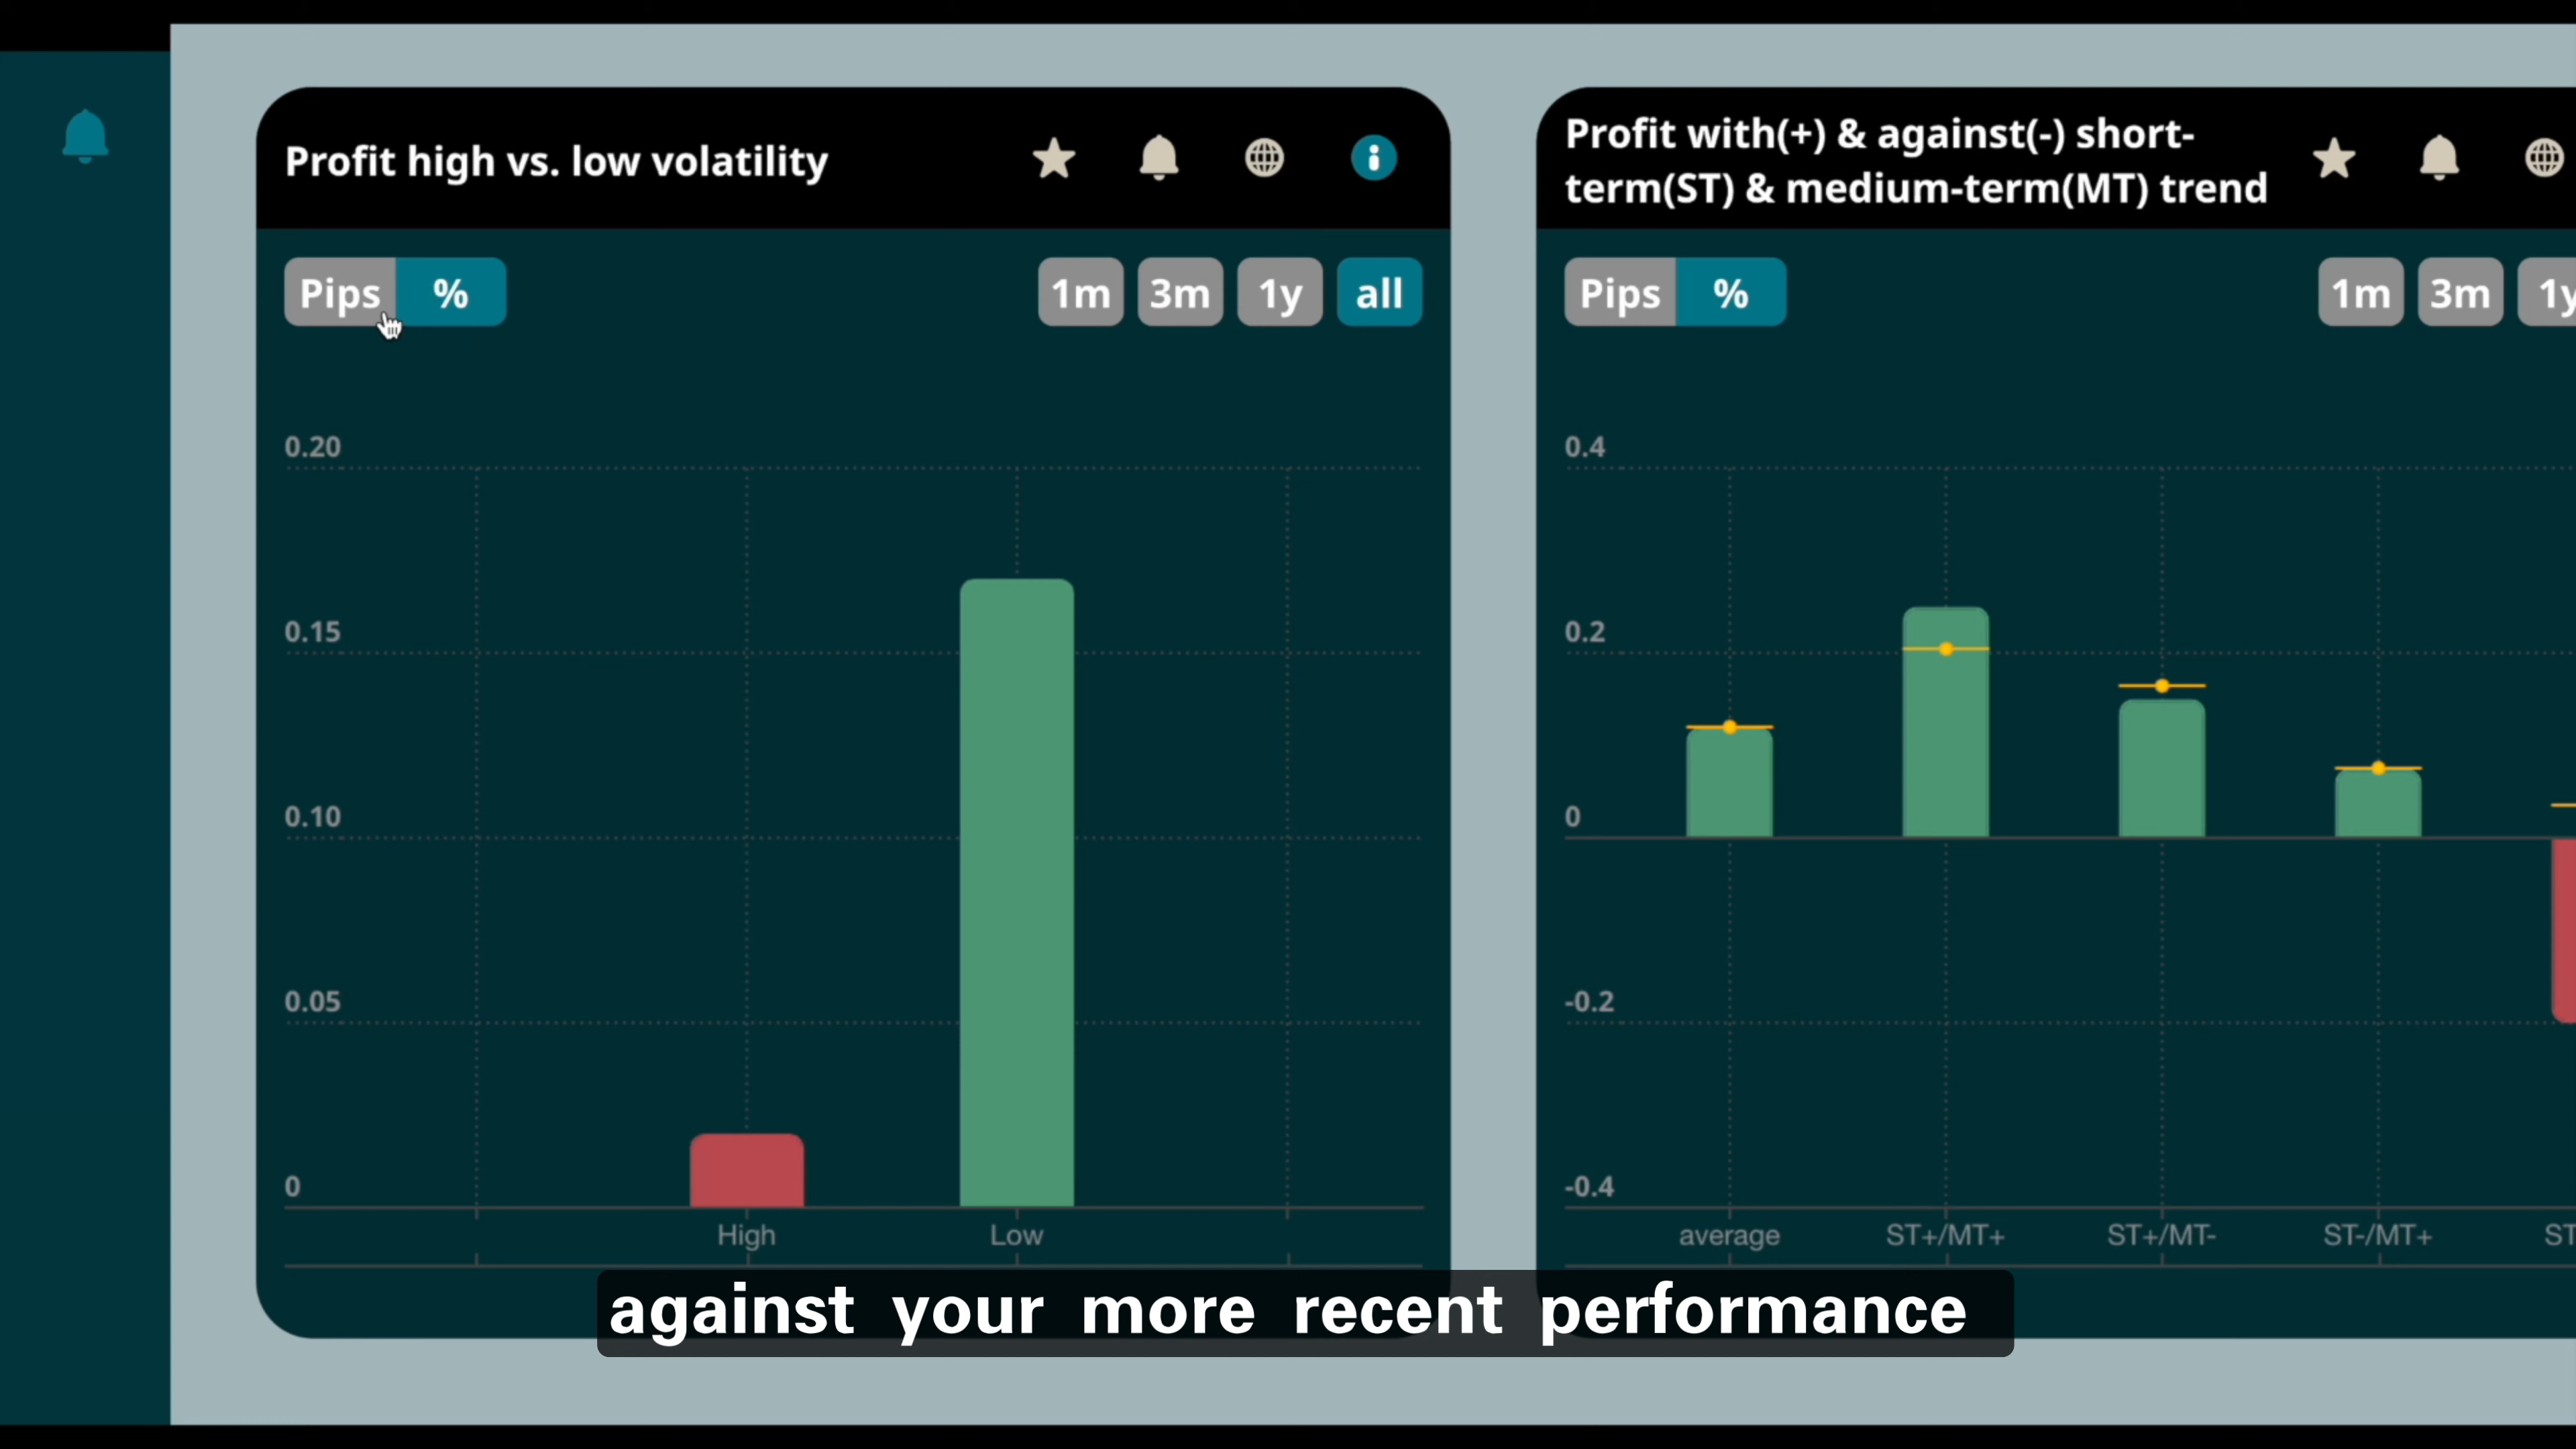 Profit high vs. low volatility
Pips %
1m 3m 1y all
0.20
0.15
0.10
0.05
0
High Low
Profit with(+) & against(-) short-
term(ST) & medium-term(MT) trend
Pips %
1m 3m 1y
0.4
0.2
0
-0.2
-0.4
average ST+/MT+ ST+/MT- ST-/MT+ ST
against your more recent performance